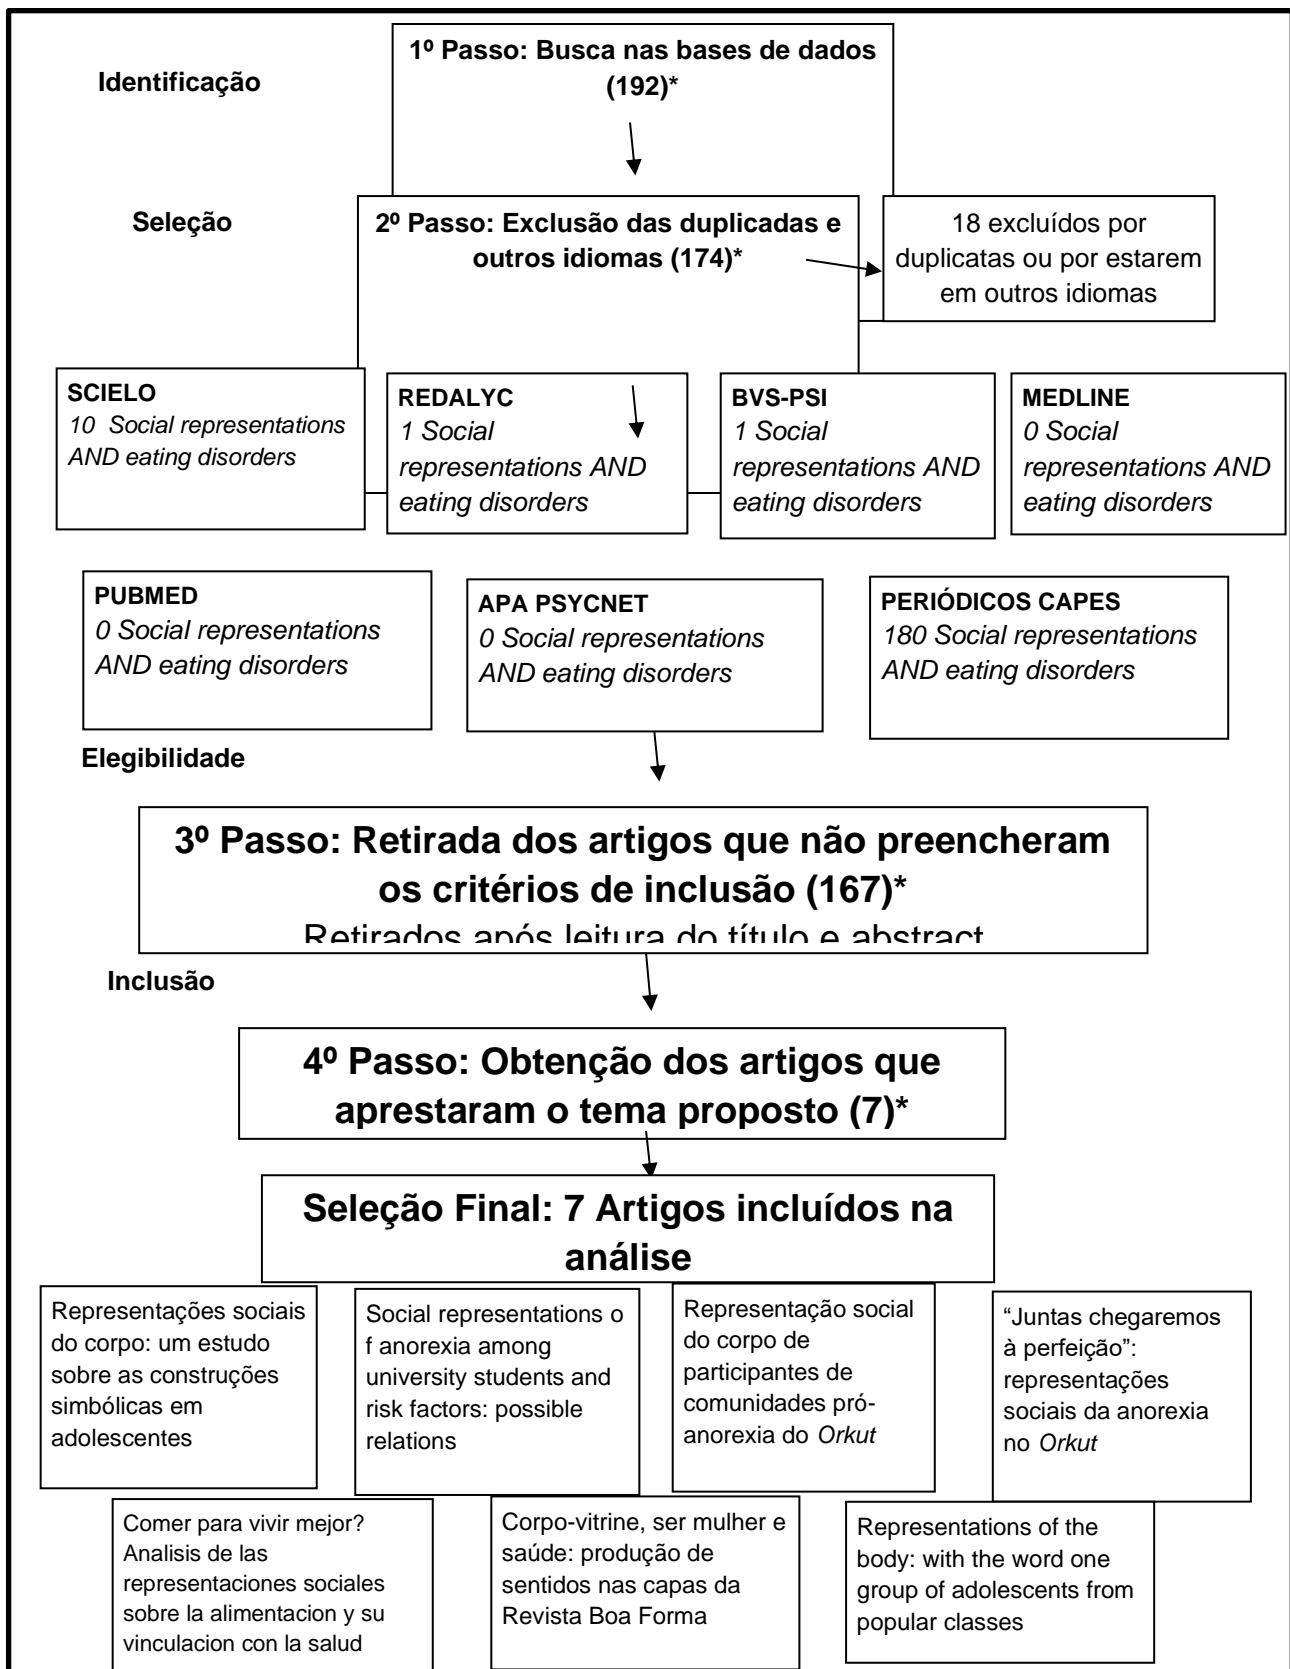 1º Passo: Busca nas bases de dados
(192)*
Identificação
Seleção
2º Passo: Exclusão das duplicadas e
outros idiomas (174)*
18 excluídos por
duplicatas ou por estarem
em outros idiomas
SCIELO
10 Social representations
AND eating disorders
REDALYC
1 Social
representations AND
eating disorders
BVS-PSI
1 Social
representations AND
eating disorders
MEDLINE
0 Social
representations AND
eating disorders
PUBMED
0 Social representations
AND eating disorders
APA PSYCNET
0 Social representations
AND eating disorders
PERIÓDICOS CAPES
180 Social representations
AND eating disorders
Elegibilidade
3º Passo: Retirada dos artigos que não preencheram
os critérios de inclusão (167)*
Retirados após leitura do título e abstract
Inclusão
4º Passo: Obtenção dos artigos que
aprestaram o tema proposto (7)*
Seleção Final: 7 Artigos incluídos na
análise
Representações sociais
do corpo: um estudo
sobre as construções
simbólicas em
adolescentes
Social representations o
f anorexia among
university students and
risk factors: possible
relations
Representação social
do corpo de
participantes de
comunidades pró-
anorexia do Orkut
“Juntas chegaremos
à perfeição”:
representações
sociais da anorexia
no Orkut
Comer para vivir mejor?
Analisis de las
representaciones sociales
sobre la alimentacion y su
vinculacion con la salud
Corpo-vitrine, ser mulher e
saúde: produção de
sentidos nas capas da
Revista Boa Forma
Representations of the
body: with the word one
group of adolescents from
popular classes